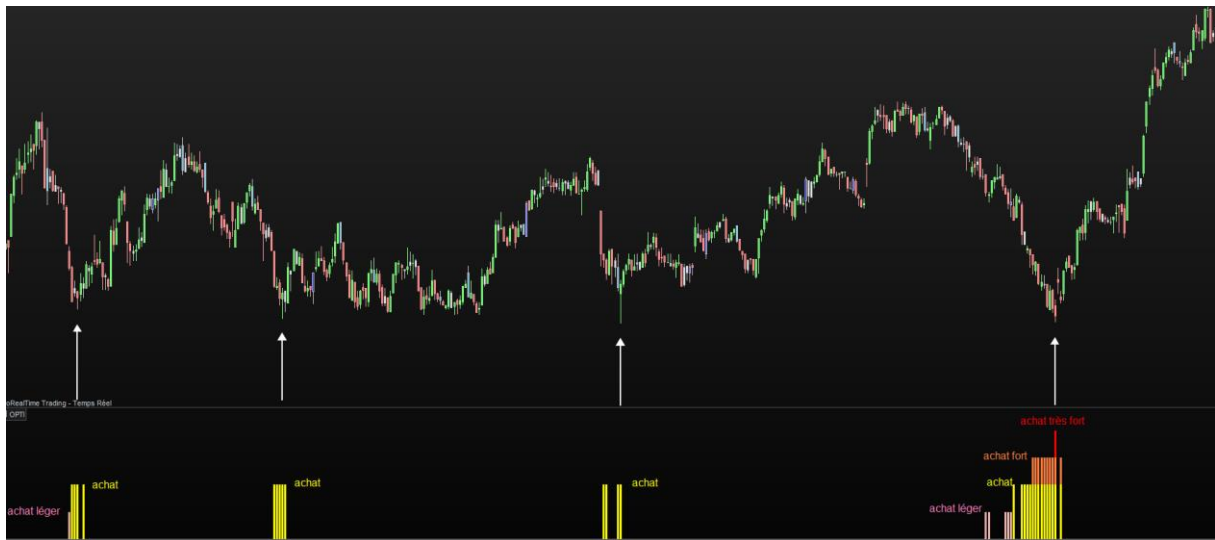 oRealTime Trading - Temps Réel
OPTI
achat très fort
achat fort
achat
achat
achat
achat
achat léger
achat léger